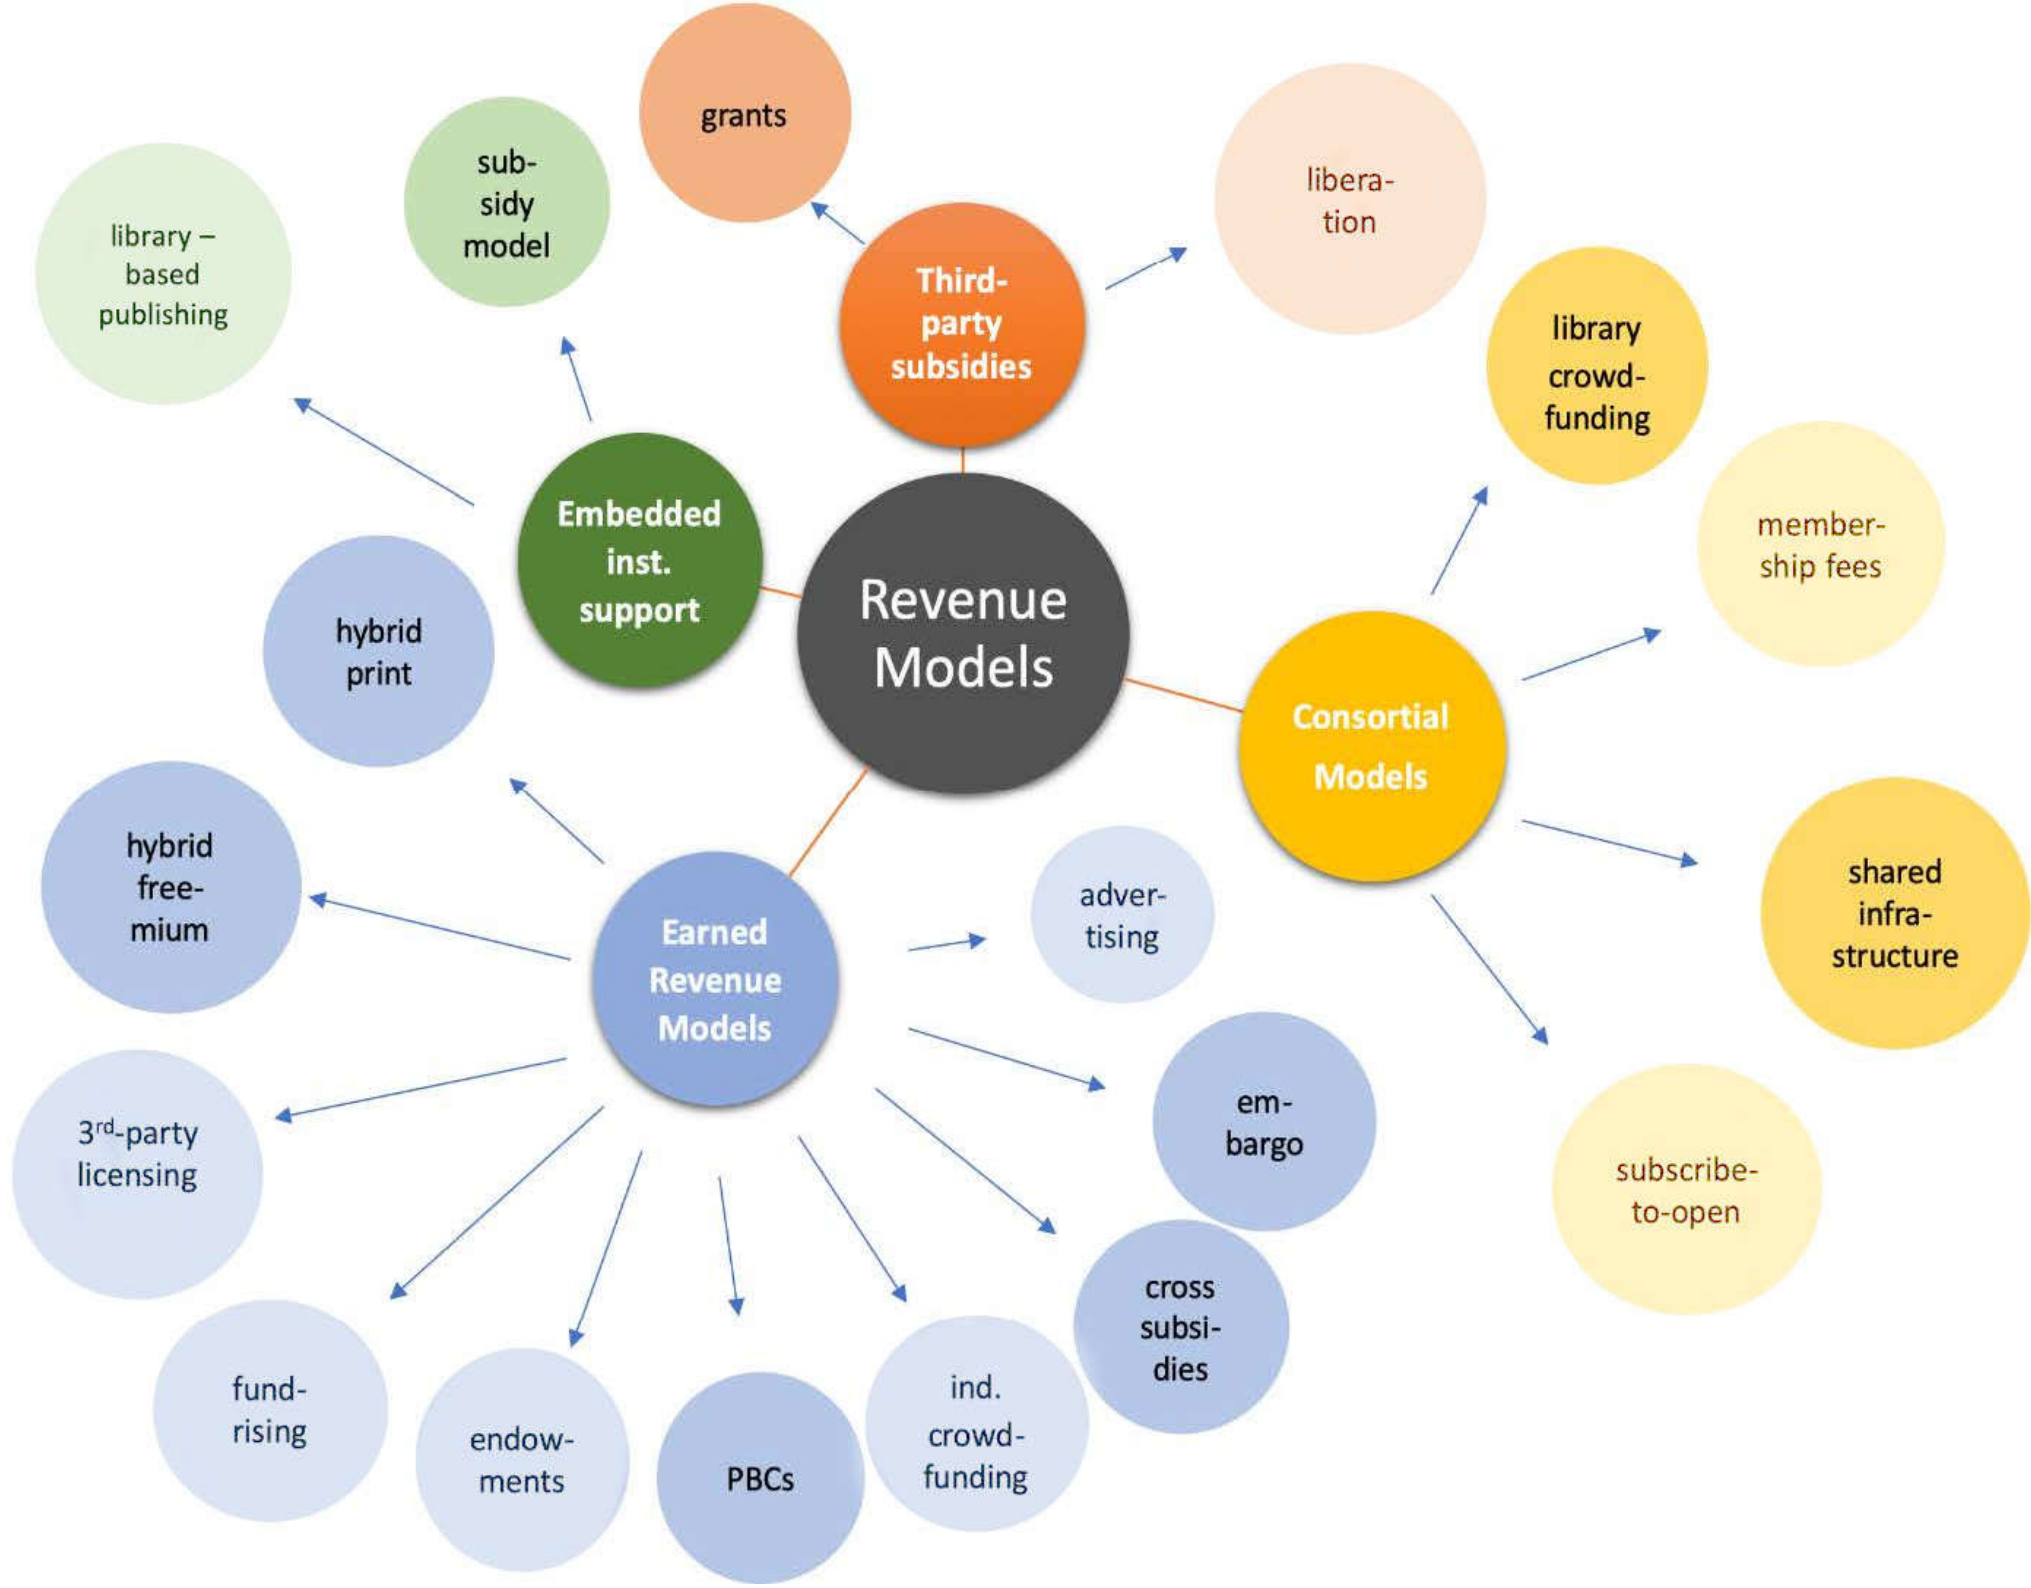 grants
sub-
sidy
model
libera-
tion
library –
based
publishing
Third-
party
subsidies
library
crowd-
funding
member-
ship fees
Embedded
inst.
support
Revenue
Models
hybrid
print
Consortial
Models
hybrid
free-
mium
Earned
Revenue
Models
adver-
tising
shared
infra-
structure
em-
bargo
3rd-party
licensing
subscribe-
to-open
cross
subsi-
dies
fund-
rising
endow-
ments
PBCs
ind.
crowd-
funding